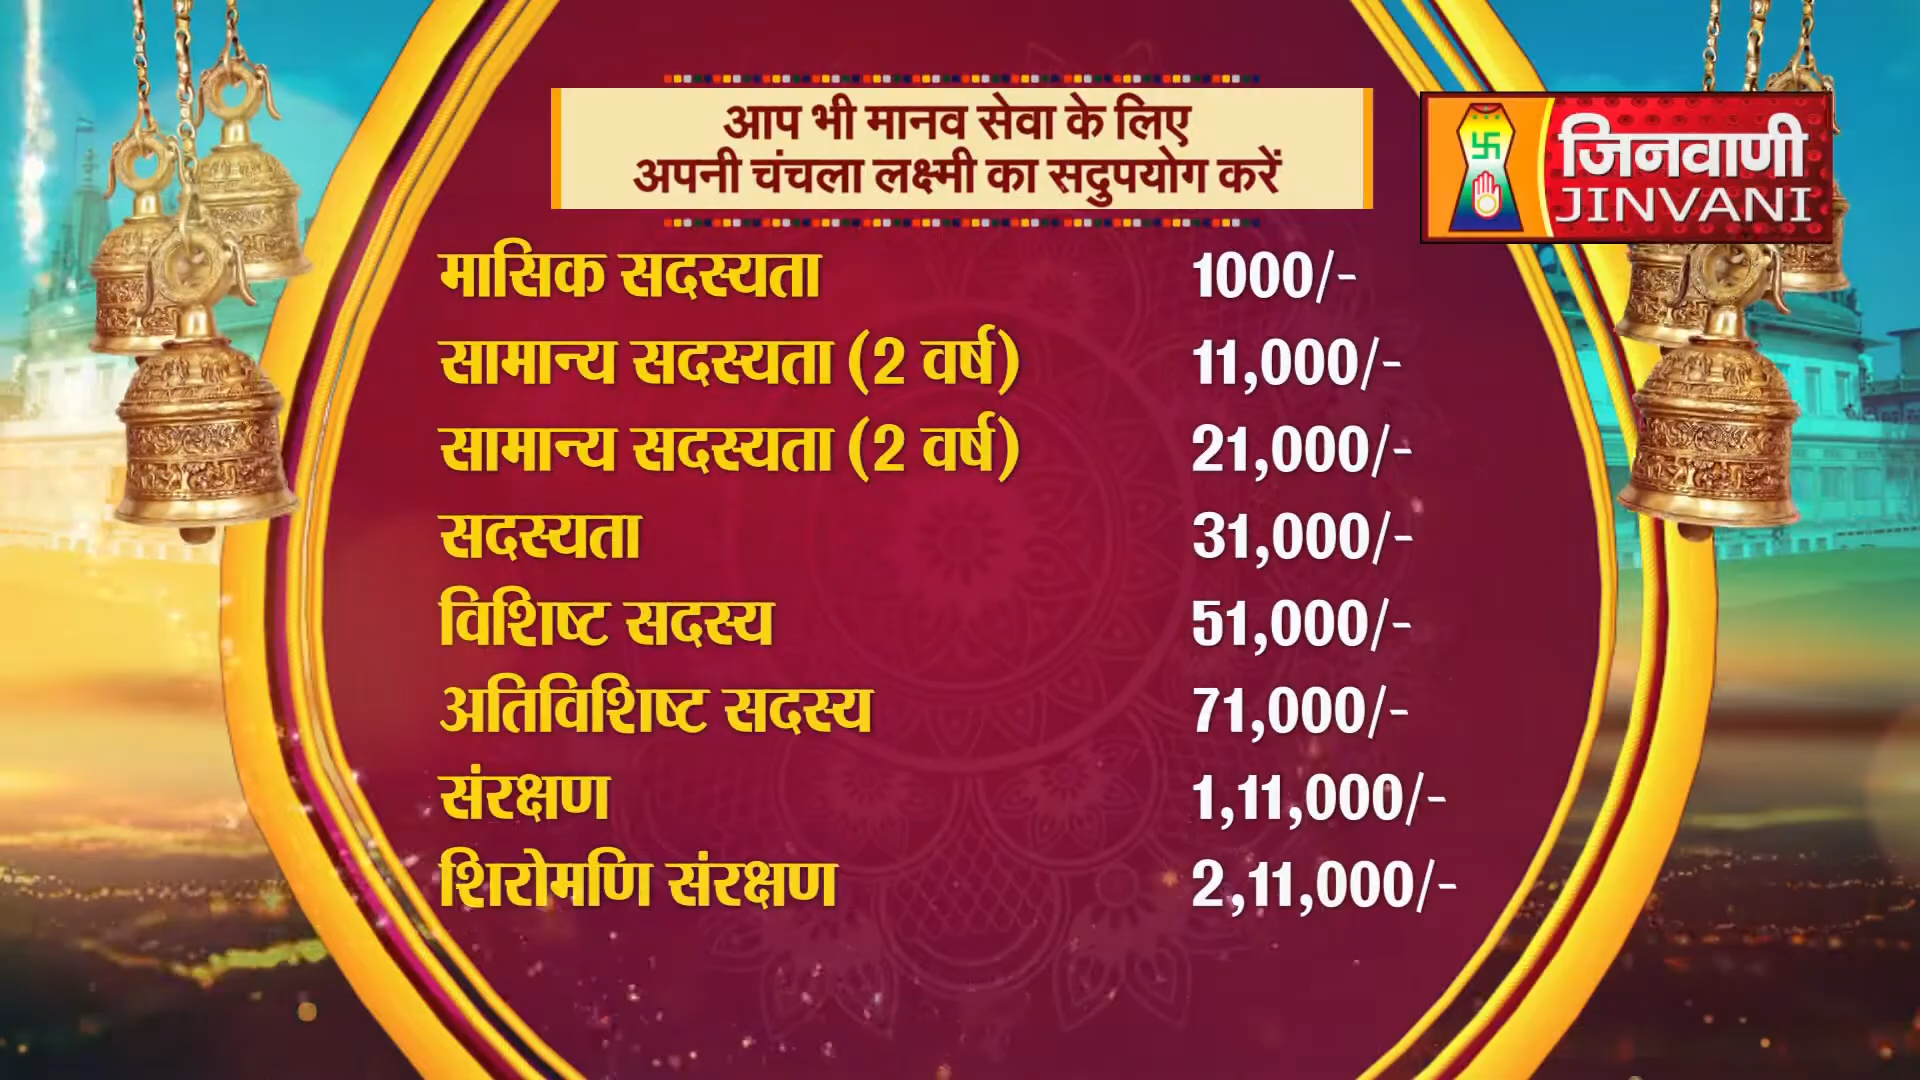 आप भी मानव सेवा के लिए
अपनी चंचला लक्ष्मी का सदुपयोग करें
जिनवाणी
JINVANI
मासिक सदस्यता 1000/-
सामान्य सदस्यता (2 वर्ष) 11,000/-
सामान्य सदस्यता (2 वर्ष) 21,000/-
सदस्यता 31,000/-
विशिष्ट सदस्य 51,000/-
अतिविशिष्ट सदस्य 71,000/-
संरक्षण 1,11,000/-
शिरोमणि संरक्षण 2,11,000/-